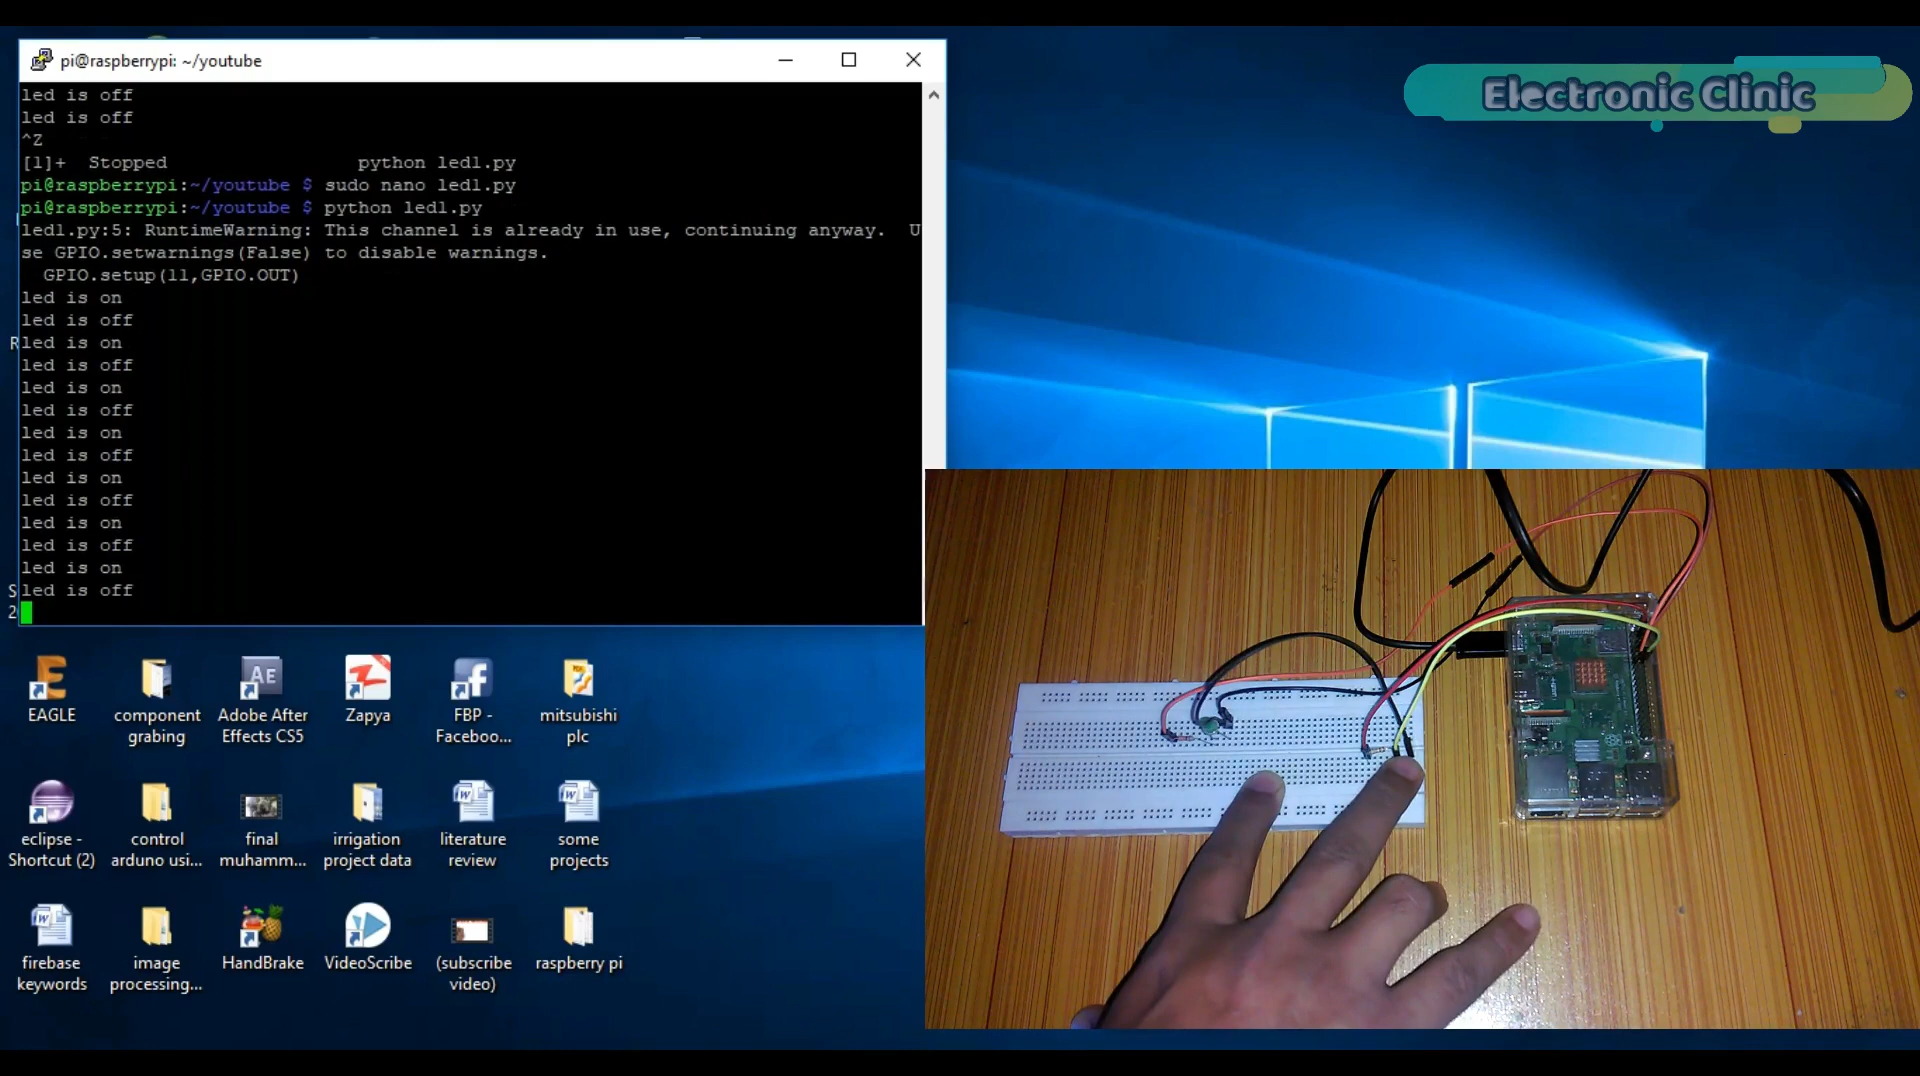 pi@raspberrypi: ~/youtube
led is off
led is off
^Z
[1]+  Stopped                 python led1.py
pi@raspberrypi:~/youtube $ sudo nano led1.py
pi@raspberrypi:~/youtube $ python led1.py
led1.py:5: RuntimeWarning: This channel is already in use, continuing anyway.  U
se GPIO.setwarnings(False) to disable warnings.
  GPIO.setup(11,GPIO.OUT)
led is on
led is off
led is on
led is off
led is on
led is off
led is on
led is off
led is on
led is off
led is on
led is off
led is on
led is off
Electronic Clinic
R
S
2
EAGLE
component
grabing
Adobe After
Effects CS5
Zapya
FBP -
Faceboo...
mitsubishi
plc
eclipse -
Shortcut (2)
control
arduno usi...
final
muhamm...
irrigation
project data
literature
review
some
projects
firebase
keywords
image
processing...
HandBrake
VideoScribe
(subscribe
video)
raspberry pi